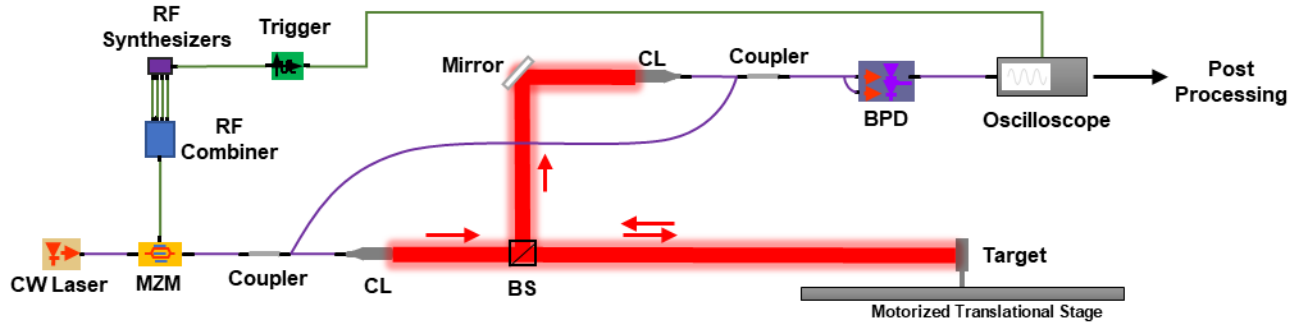 RF
Synthesizers
Trigger
Mirror
CL
Coupler
BPD
Oscilloscope
Post
Processing
RF
Combiner
CW Laser
MZM
Coupler
CL
BS
Target
Motorized Translational Stage